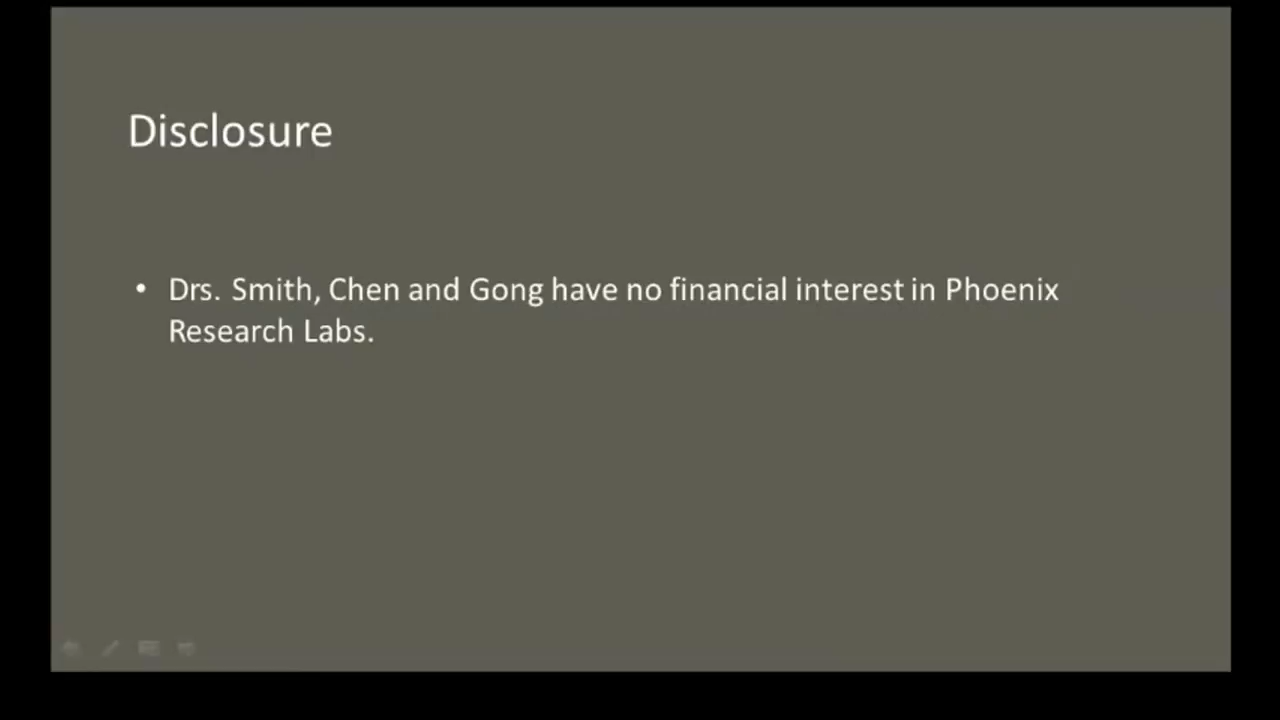 Disclosure
• Drs. Smith, Chen and Gong have no financial interest in Phoenix
Research Labs.